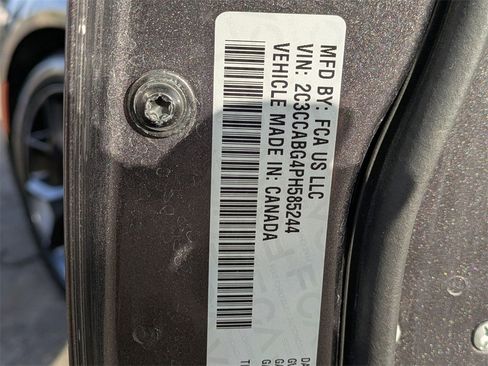 MFD BY: FCA US LLC
VIN: 2C3CCABG4PH585244
VEHICLE MADE IN: CANADA